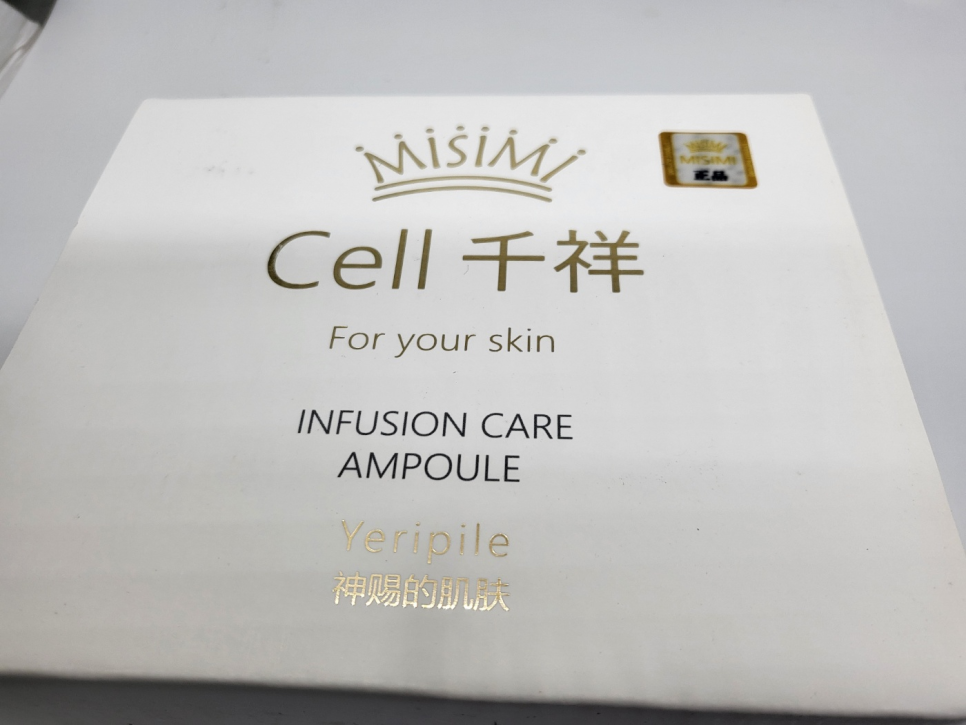 MISIMI
MISIMI
正品
Cell 千祥
For your skin
INFUSION CARE
AMPOULE
Yeripile
神赐的肌肤